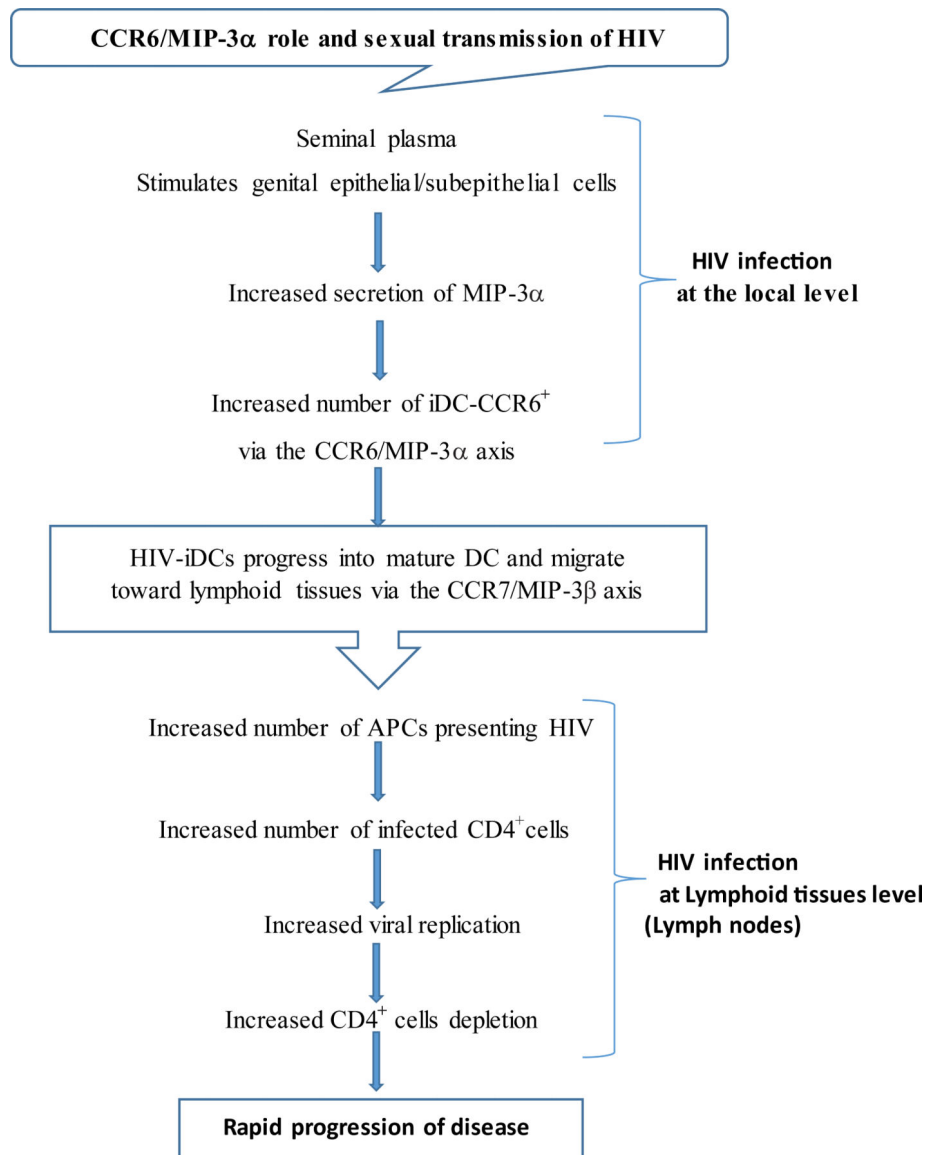 CCR6/MIP-3α role and sexual transmission of HIV
Seminal plasma
Stimulates genital epithelial/subepithelial cells
Increased secretion of MIP-3α
Increased number of iDC-CCR6⁺
via the CCR6/MIP-3α axis
HIV infection
at the local level
HIV-iDCs progress into mature DC and migrate
toward lymphoid tissues via the CCR7/MIP-3β axis
Increased number of APCs presenting HIV
Increased number of infected CD4⁺cells
Increased viral replication
Increased CD4⁺ cells depletion
HIV infection
at Lymphoid tissues level
(Lymph nodes)
Rapid progression of disease